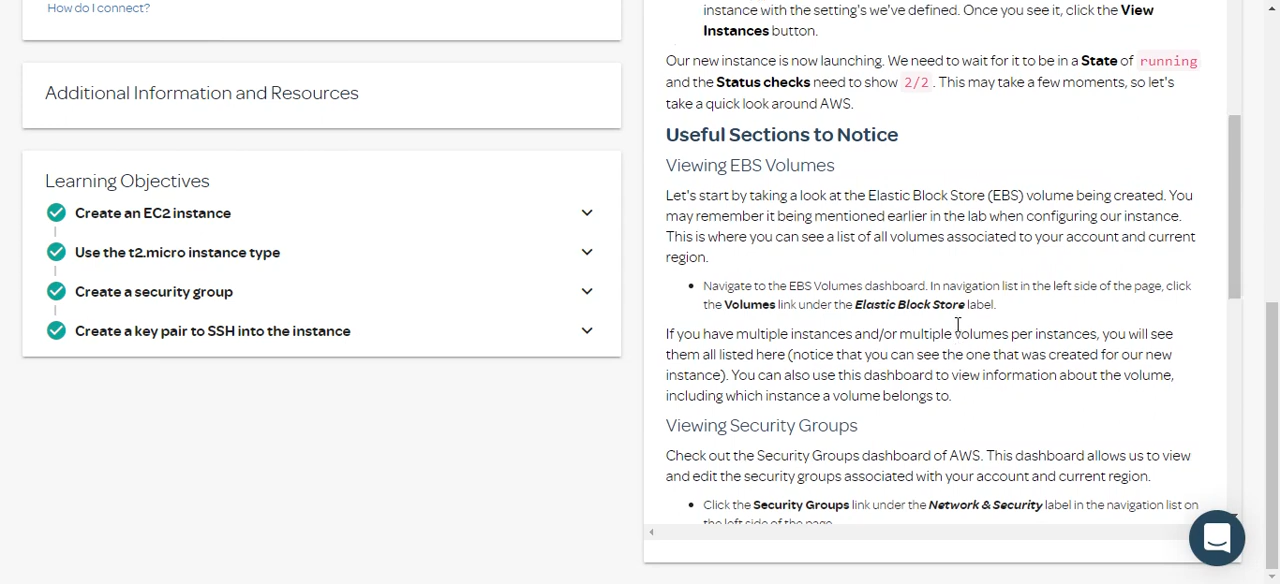 How do I connect?
Additional Information and Resources
Learning Objectives
Create an EC2 instance
Use the t2.micro instance type
Create a security group
Create a key pair to SSH into the instance
instance with the setting's we've defined. Once you see it, click the View
Instances button.
Our new instance is now launching. We need to wait for it to be in a State of running
and the Status checks need to show 2/2. This may take a few moments, so let's
take a quick look around AWS.
Useful Sections to Notice
Viewing EBS Volumes
Let's start by taking a look at the Elastic Block Store (EBS) volume being created. You
may remember it being mentioned earlier in the lab when configuring our instance.
This is where you can see a list of all volumes associated to your account and current
region.
Navigate to the EBS Volumes dashboard. In navigation list in the left side of the page, click
the Volumes link under the Elastic Block Store label.
If you have multiple instances and/or multiple volumes per instances, you will see
them all listed here (notice that you can see the one that was created for our new
instance). You can also use this dashboard to view information about the volume,
including which instance a volume belongs to.
Viewing Security Groups
Check out the Security Groups dashboard of AWS. This dashboard allows us to view
and edit the security groups associated with your account and current region.
Click the Security Groups link under the Network & Security label in the navigation list on
the left side of the page